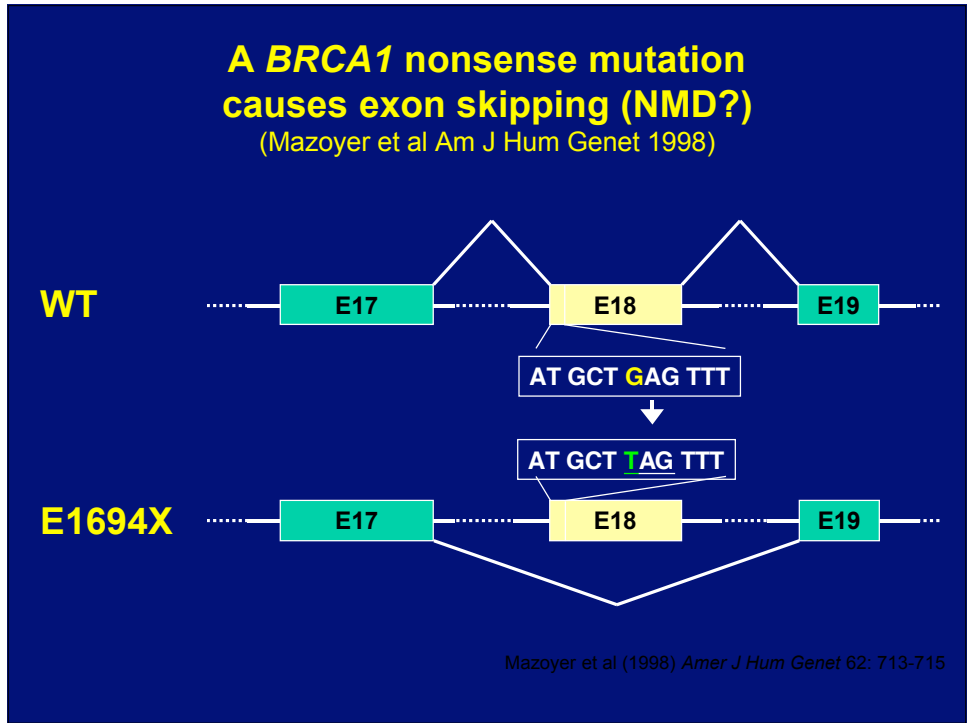 A BRCA1 nonsense mutation
causes exon skipping (NMD?)
(Mazoyer et al Am J Hum Genet 1998)
WT
E17
E18
E19
AT GCT GAG TTT
AT GCT TAG TTT
E1694X
E17
E18
E19
Mazoyer et al (1998) Amer J Hum Genet 62: 713-715